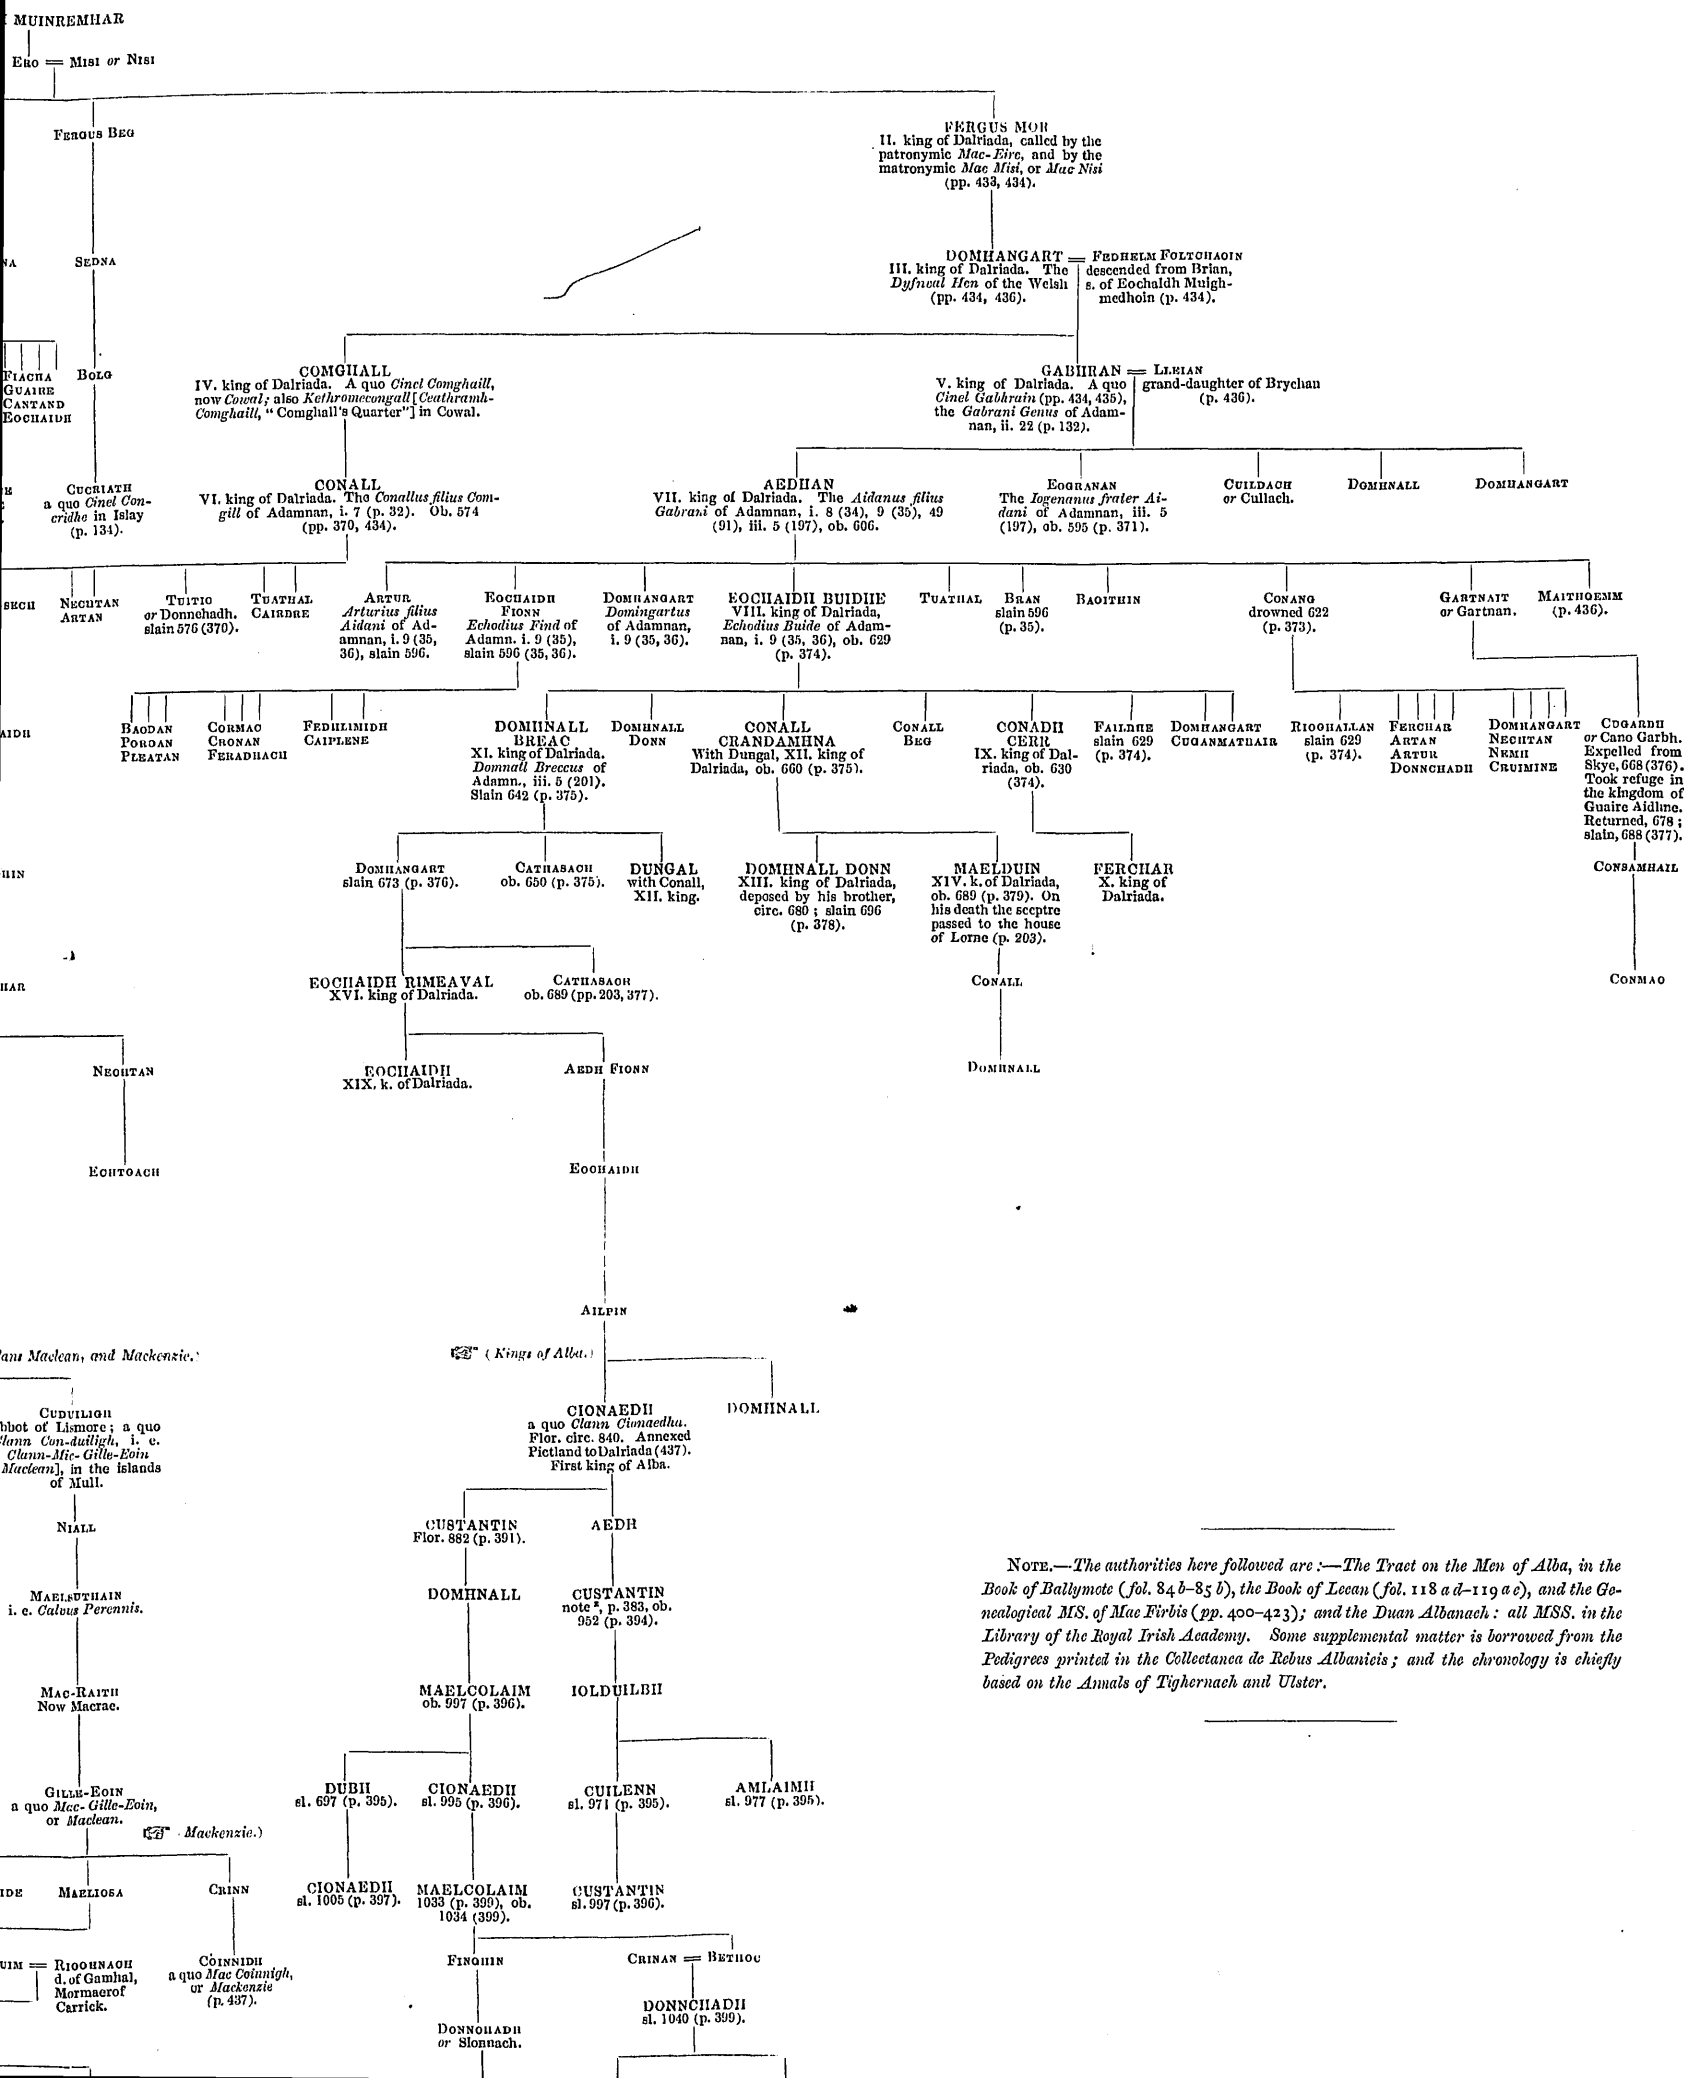 MUINREMHAR
ERO = MISI or NISI
FERGUS BEG
FERGUS MOR
II. king of Dalriada, called by the
patronymic Mac-Eirc, and by the
matronymic Mac Misi, or Mac Nisi
(pp. 433, 434).
SEDNA
DOMHANGART = FEDHELM FOLTCHAOIN
III. king of Dalriada. The
Dyfnwal Hen of the Welsh
(pp. 434, 436).
descended from Brian,
s. of Eochaidh Muigh-
medhoin (p. 434).
FIACHA
GUAIRE
CANTAND
EOCHAIDH
BOLG
COMGHALL
IV. king of Dalriada. A quo Cinel Comghaill,
now Cowal; also Kethromecongall [Ceathramh-
Comghaill, "Comghall's Quarter"] in Cowal.
GABHRAN = LLEIAN
V. king of Dalriada. A quo
Cinel Gabhrain (pp. 434, 435),
the Gabrani Genus of Adam-
nan, ii. 22 (p. 132).
grand-daughter of Brychan
(p. 436).
CUCRIATH
a quo Cinel Con-
cridhe in Islay
(p. 134).
CONALL
VI. king of Dalriada. The Conallus filius Com-
gill of Adamnan, i. 7 (p. 32). Ob. 574
(pp. 370, 434).
AEDHAN
VII. king of Dalriada. The Aidanus filius
Gabrani of Adamnan, i. 8 (34), 9 (35), 49
(91), iii. 5 (197), ob. 606.
EOGRANAN
The Iogenanus frater Ai-
dani of Adamnan, iii. 5
(197), ob. 595 (p. 371).
CUILDACH
or Cullach.
DOMHNALL
DOMHANGART
SECH
NECHTAN
ARTAN
TUITIO
or Donnchadh.
slain 576 (370).
TUATHAL
CAIRDRE
ARTUR
Arturius filius
Aidani of Ad-
amnan, i. 9 (35,
36), slain 596.
EOCHAIDH
FIONN
Echodius Find of
Adamn. i. 9 (35),
slain 596 (35, 36).
DOMHANGART
Domingartus
of Adamnan,
i. 9 (35, 36).
EOCHAIDH BUIDHE
VIII. king of Dalriada,
Echodius Buide of Adam-
nan, i. 9 (35, 36), ob. 629
(p. 374).
TUATHAL
BRAN
slain 596
(p. 35).
BAOITHIN
CONANG
drowned 622
(p. 373).
GARTNAIT
or Gartnan.
MAITHGEMM
(p. 436).
AIDH
BAODAN
PORDAN
PLEATAN
CORMAC
CRONAN
FERADHACH
FEDHLIMIDH
CAIPLENE
DOMHNALL
BREAC
XI. king of Dalriada.
Domnall Breccus of
Adamn., iii. 5 (201).
Slain 642 (p. 375).
DOMHNALL
DONN
CONALL
CRANDAMHNA
With Dungal, XII. king of
Dalriada, ob. 660 (p. 375).
CONALL
BEG
CONADH
CERR
IX. king of Dal-
riada, ob. 630
(374).
FAILBHE
slain 629
(p. 374).
DOMHANGART
CUGANMATHAIR
RIOGHALLAN
slain 629
(p. 374).
FERCHAR
ARTAN
ARTUR
DONNCHADH
DOMHANGART
NECHTAN
NEMH
CRUIMINE
CUGARBH
or Cano Garbh.
Expelled from
Skye, 668 (376).
Took refuge in
the kingdom of
Guaire Aidhne.
Returned, 678;
slain, 688 (377).
HIN
DOMHANGART
slain 673 (p. 376).
CATHASACH
ob. 650 (p. 375).
DUNGAL
with Conall,
XII. king.
DOMHNALL DONN
XIII. king of Dalriada,
deposed by his brother,
circ. 680; slain 696
(p. 378).
MAELDUIN
XIV. k. of Dalriada,
ob. 689 (p. 379). On
his death the sceptre
passed to the house
of Lorne (p. 203).
FERCHAR
X. king of
Dalriada.
CONSAMHAIL
HAR
EOCHAIDH RIMEAVAL
XVI. king of Dalriada.
CATHASACH
ob. 689 (pp. 203, 377).
CONALL
CONMAO
NECHTAN
EOCHAIDH
XIX. k. of Dalriada.
AEDH FIONN
DOMHNALL
ECHTGACH
EOCHAIDH
AILPIN
Maclean, and Mackenzie.
☞ (Kings of Alba.)
CUDUILIGH
bbot of Lismore; a quo
lann Con-duiligh, i. e.
Clann-Mic-Gille-Eoin
Maclean], in the islands
of Mull.
CIONAEDH
a quo Clann Cionaedha.
Flor. circ. 840. Annexed
Pictland to Dalriada (437).
First king of Alba.
DOMHNALL
NIALL
CUSTANTIN
Flor. 882 (p. 391).
AEDH
MAELSUTHAIN
i. e. Calvus Perennis.
DOMHNALL
CUSTANTIN
note z, p. 383, ob.
952 (p. 394).
NOTE.—The authorities here followed are:—The Tract on the Men of Alba, in the
Book of Ballymote (fol. 84 b–85 b), the Book of Lecan (fol. 118 a d–119 a c), and the Ge-
nealogical MS. of Mac Firbis (pp. 400–423); and the Duan Albanach: all MSS. in the
Library of the Royal Irish Academy. Some supplemental matter is borrowed from the
Pedigrees printed in the Collectanea de Rebus Albanicis; and the chronology is chiefly
based on the Annals of Tighernach and Ulster.
MAC-RAITH
Now Macrae.
MAELCOLAIM
ob. 997 (p. 396).
IOLDUILBH
GILLE-EOIN
a quo Mac-Gille-Eoin,
or Maclean.
☞ Mackenzie.)
DUBH
sl. 697 (p. 395).
CIONAEDH
sl. 995 (p. 396).
CUILENN
sl. 971 (p. 395).
AMLAIMH
sl. 977 (p. 395).
IDE
MAELIOSA
CRINN
CIONAEDH
sl. 1005 (p. 397).
MAELCOLAIM
1033 (p. 399), ob.
1034 (399).
CUSTANTIN
sl. 997 (p. 396).
UIM = RIOGHNACH
d. of Gamhal,
Mormaer of
Carrick.
COINNIDH
a quo Mac Coinnigh,
or Mackenzie
(p. 437).
FINGHIN
CRINAN = BETHOC
DONNCHADH
sl. 1040 (p. 399).
DONNCHADH
or Slonnach.